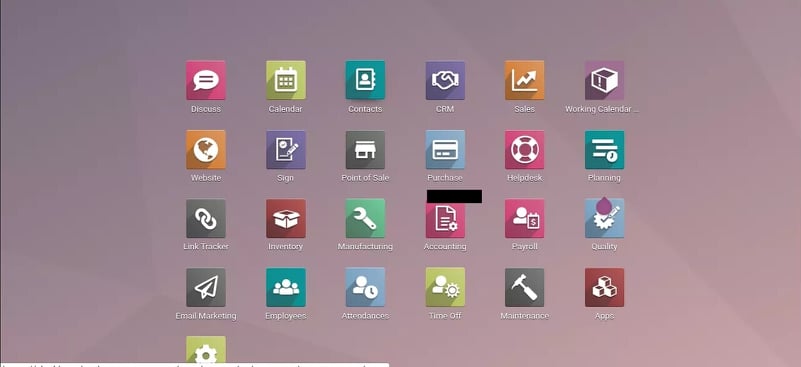 Discuss
Calendar
Contacts
CRM
Sales
Working Calendar ...
Website
Sign
Point of Sale
Purchase
Helpdesk
Planning
Link Tracker
Inventory
Manufacturing
Accounting
Payroll
Quality
Email Marketing
Employees
Attendances
Time Off
Maintenance
Apps